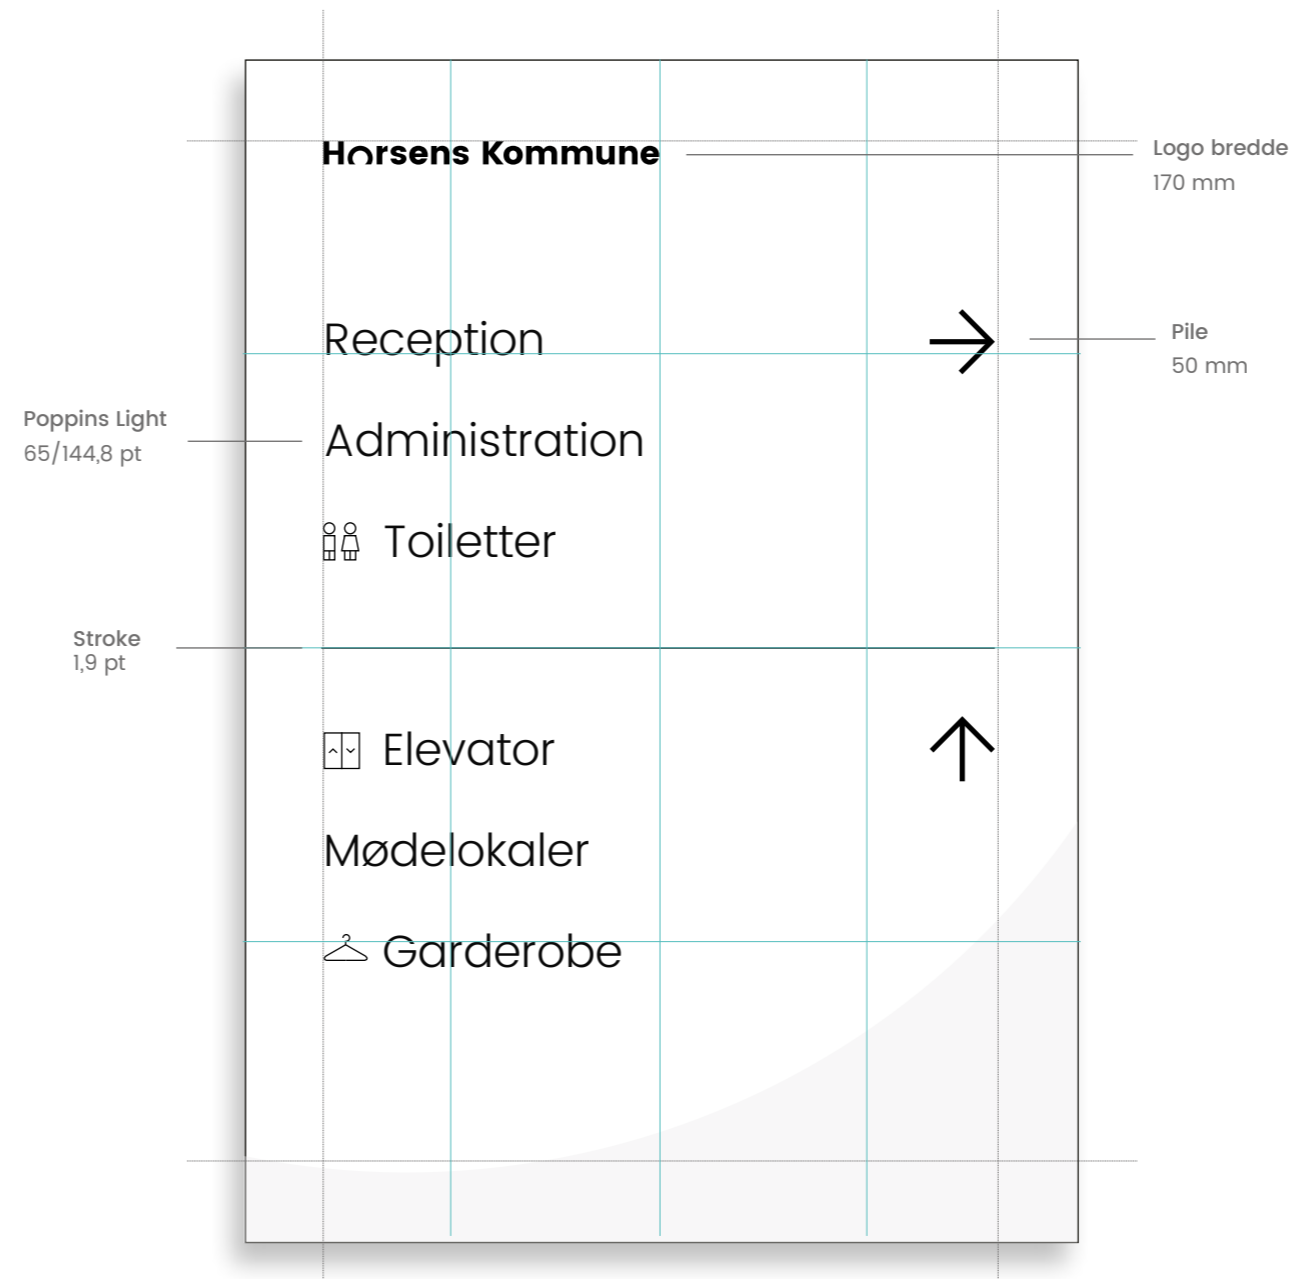 Horsens Kommune
Logo bredde
170 mm
Reception
Pile
50 mm
Poppins Light
65/144,8 pt
Administration
Toiletter
Stroke
1,9 pt
Elevator
Mødelokaler
Garderobe